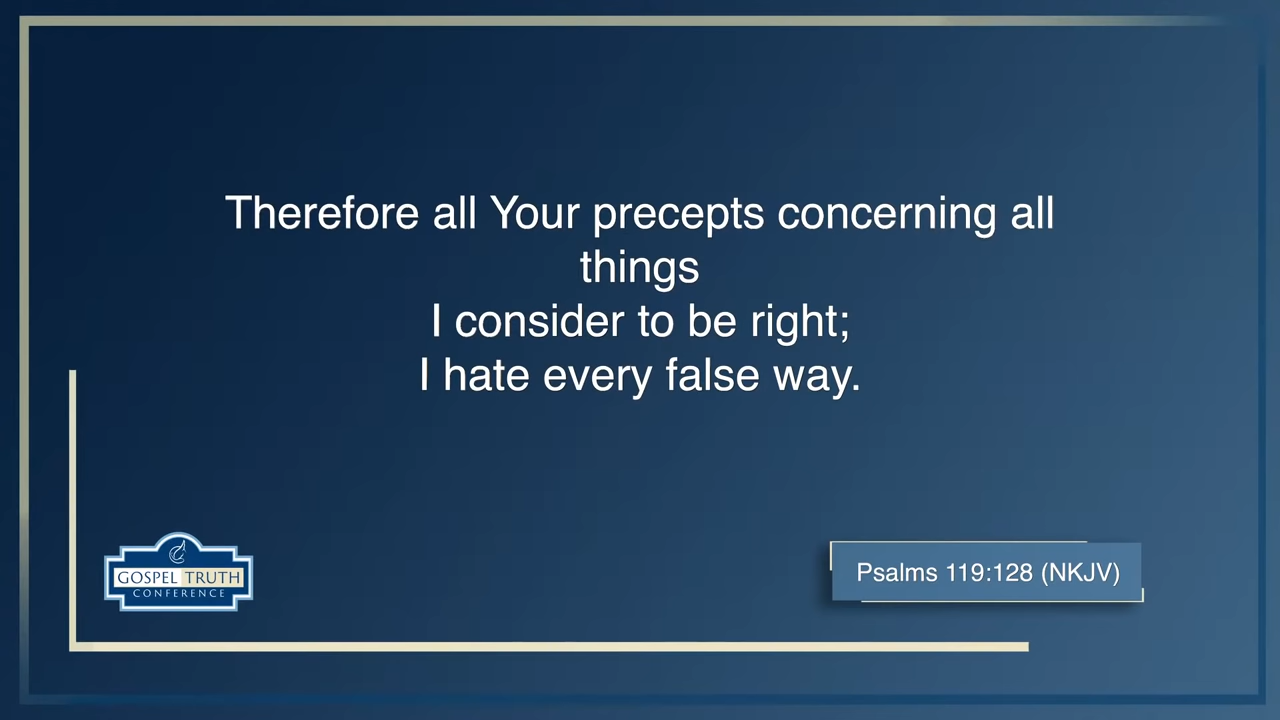 Therefore all Your precepts concerning all
things
I consider to be right;
I hate every false way.
GOSPEL TRUTH
CONFERENCE
Psalms 119:128 (NKJV)